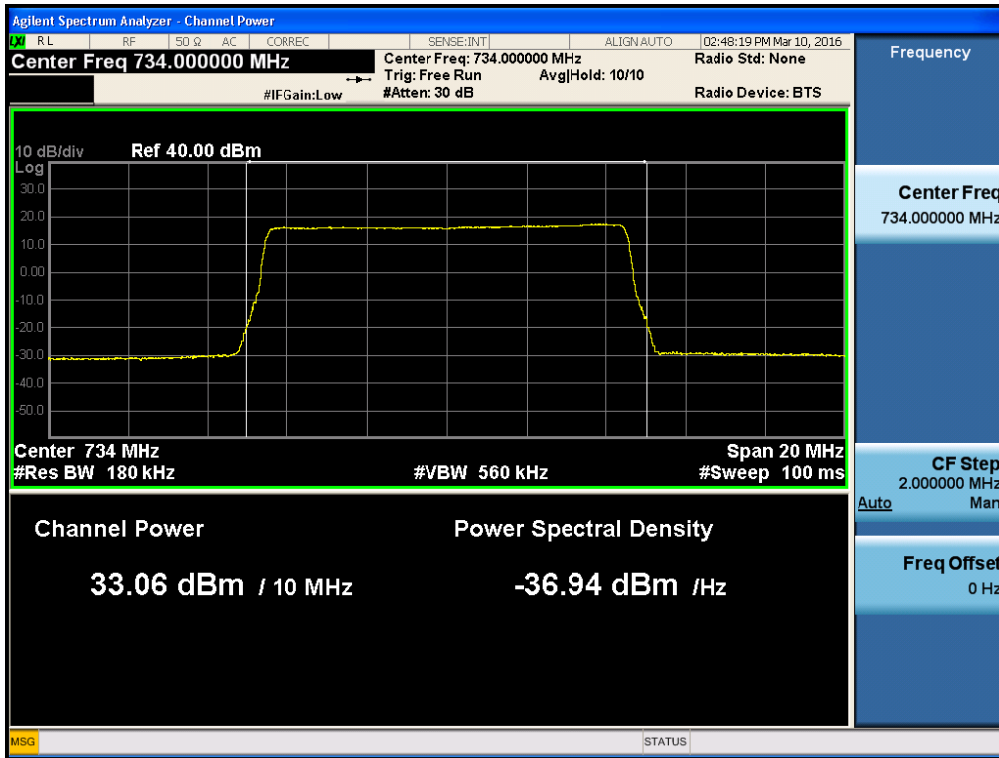 Agilent Spectrum Analyzer - Channel Power
LXI RL RF 50 Ω AC CORREC SENSE:INT ALIGN AUTO 02:48:19 PM Mar 10, 2016
Center Freq 734.000000 MHz
Center Freq: 734.000000 MHz
Radio Std: None
Trig: Free Run Avg|Hold: 10/10
#IFGain:Low
#Atten: 30 dB
Radio Device: BTS
10 dB/div Ref 40.00 dBm
Log
30.0
20.0
10.0
0.00
-10.0
-20.0
-30.0
-40.0
-50.0
Center 734 MHz Span 20 MHz
#Res BW 180 kHz #VBW 560 kHz #Sweep 100 ms
Channel Power
Power Spectral Density
33.06 dBm / 10 MHz
-36.94 dBm /Hz
Frequency
Center Freq
734.000000 MHz
CF Step
2.000000 MHz
Auto Man
Freq Offset
0 Hz
MSG STATUS